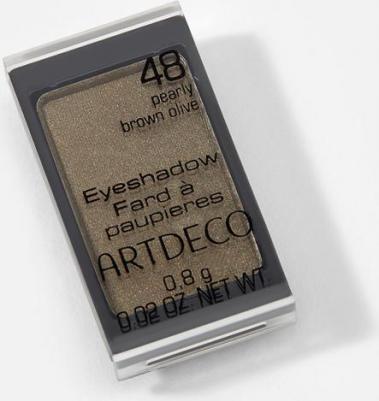 48
pearly
brown olive
Eyeshadow
Fard à
paupieres
ARTDECO
0,8 g
0.02 OZ. NET WT.